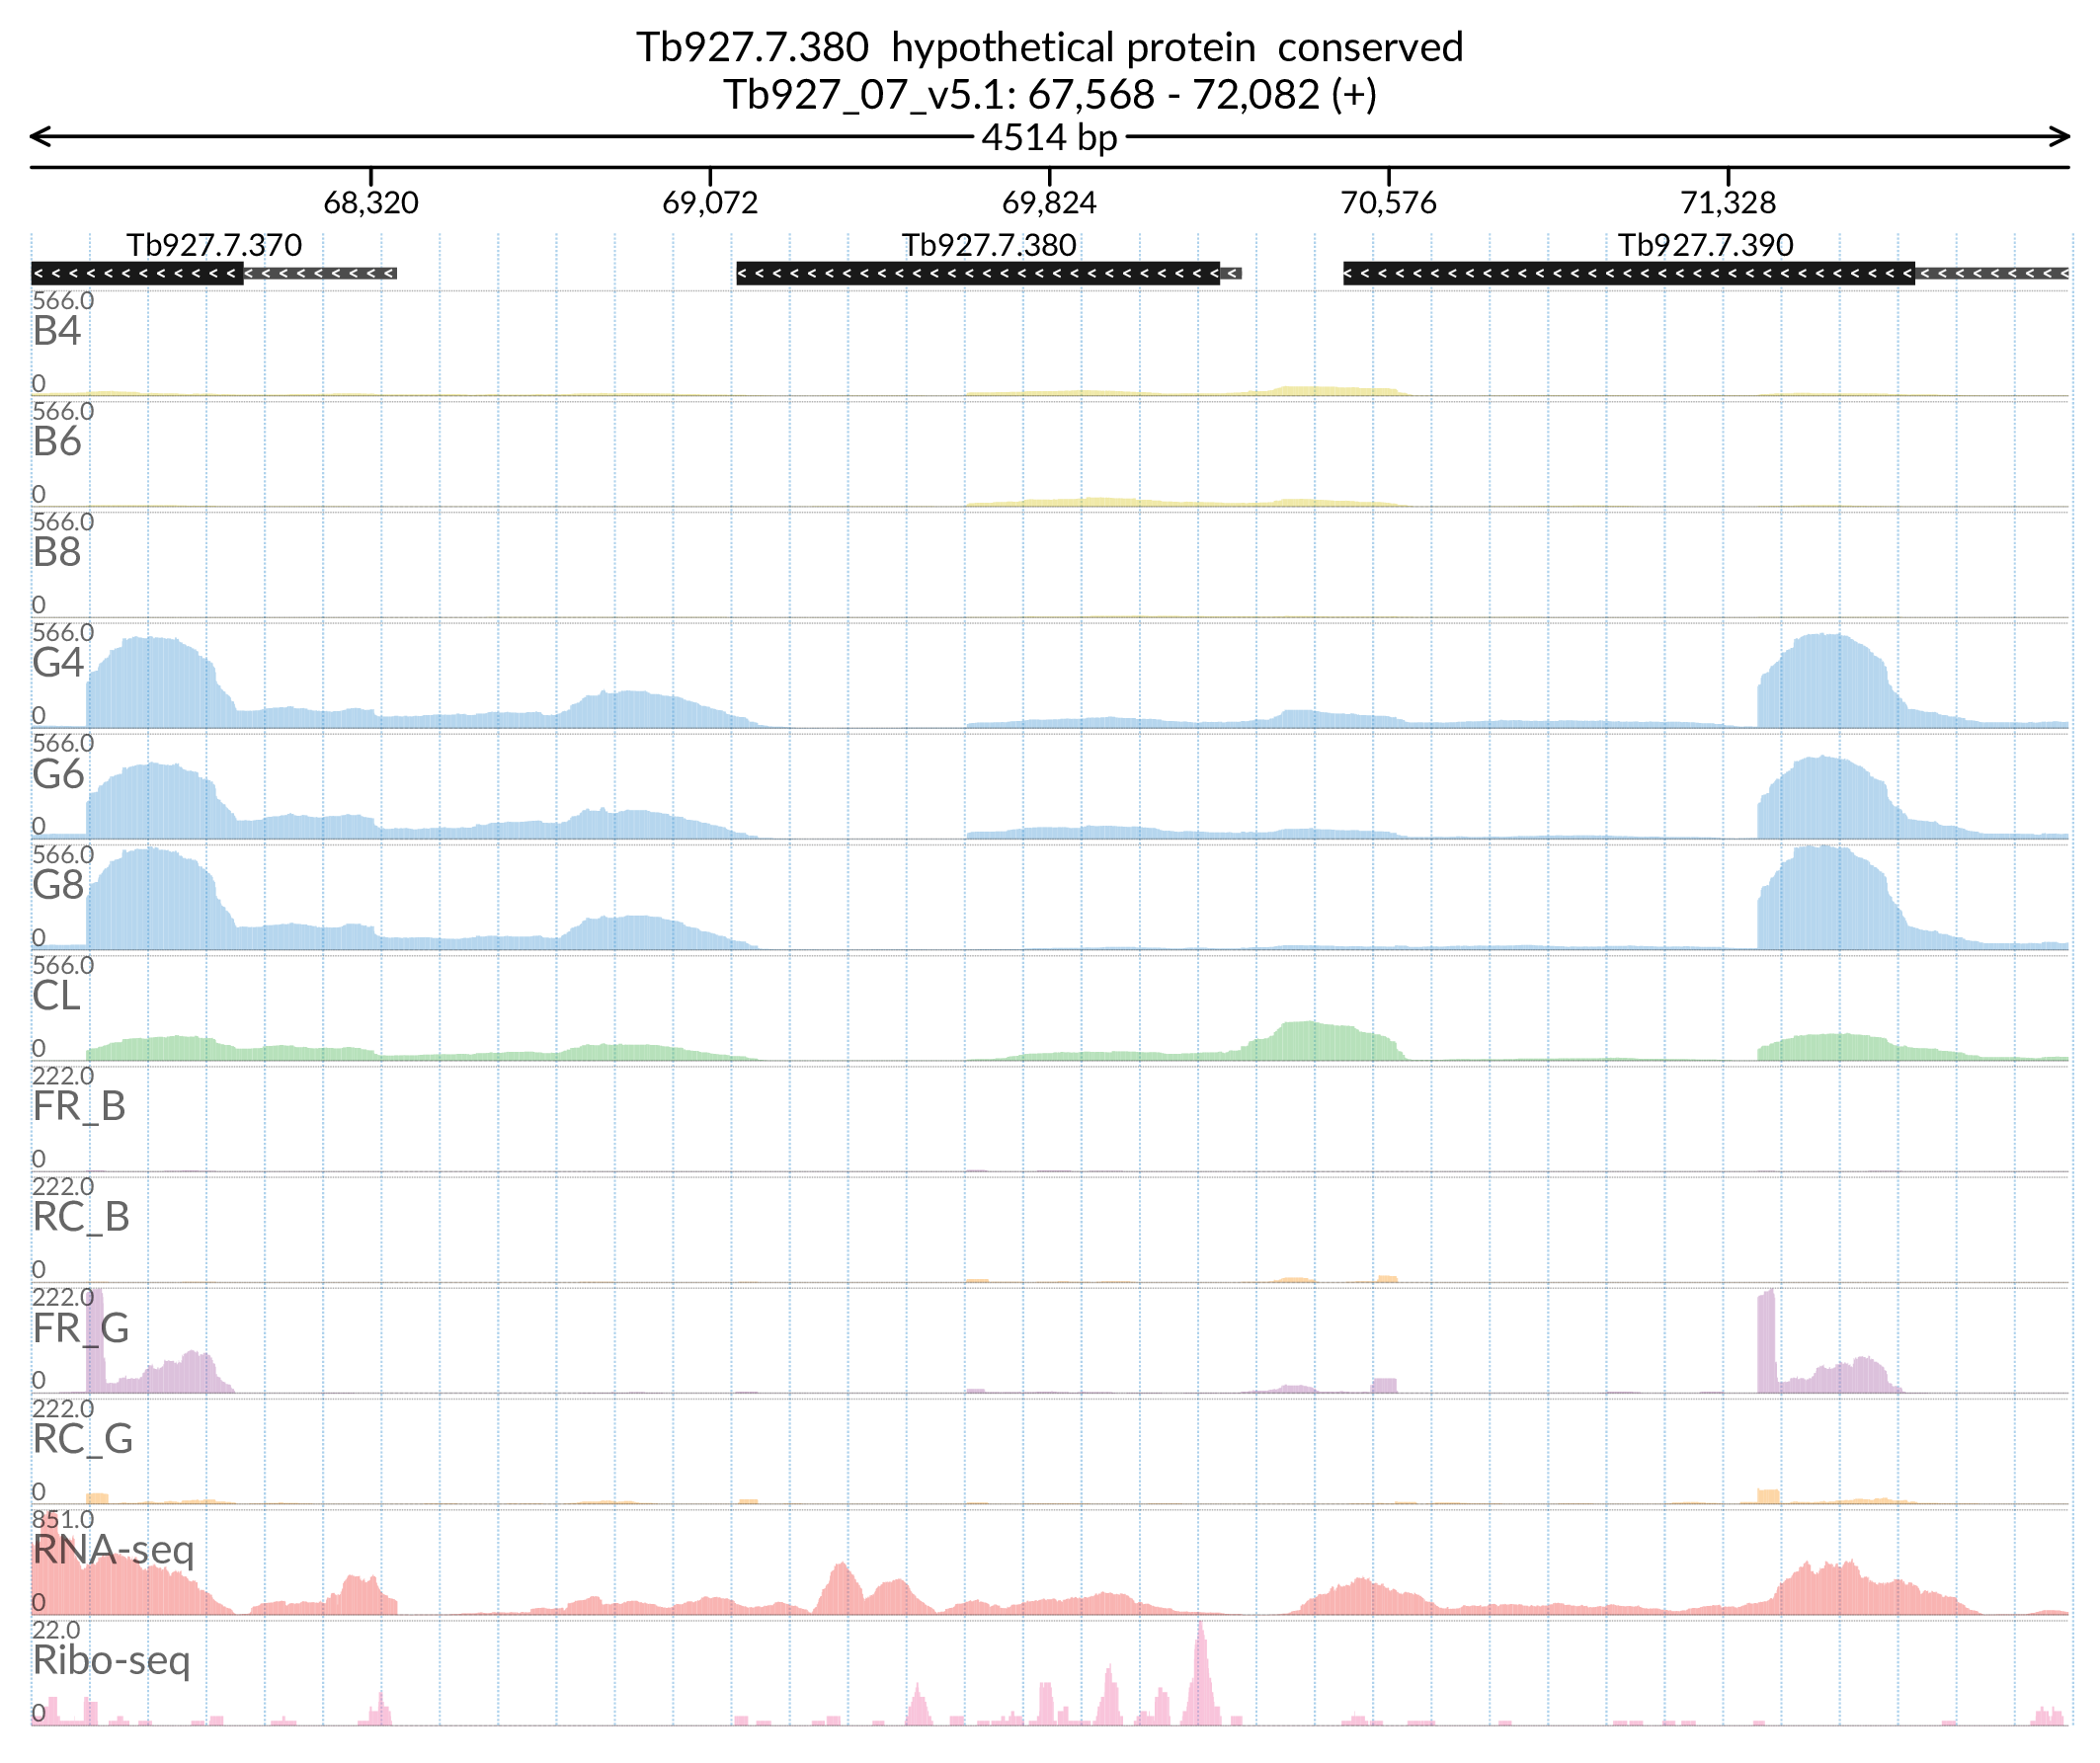 Tb927.7.380  hypothetical protein  conserved
Tb927_07_v5.1: 67,568 - 72,082 (+)
4514 bp
68,320 69,072 69,824 70,576 71,328
Tb927.7.370 Tb927.7.380 Tb927.7.390
566.0
B4
0
566.0
B6
0
566.0
B8
0
566.0
G4
0
566.0
G6
0
566.0
G8
0
566.0
CL
0
222.0
FR_B
0
222.0
RC_B
0
222.0
FR_G
0
222.0
RC_G
0
851.0
RNA-seq
0
22.0
Ribo-seq
0